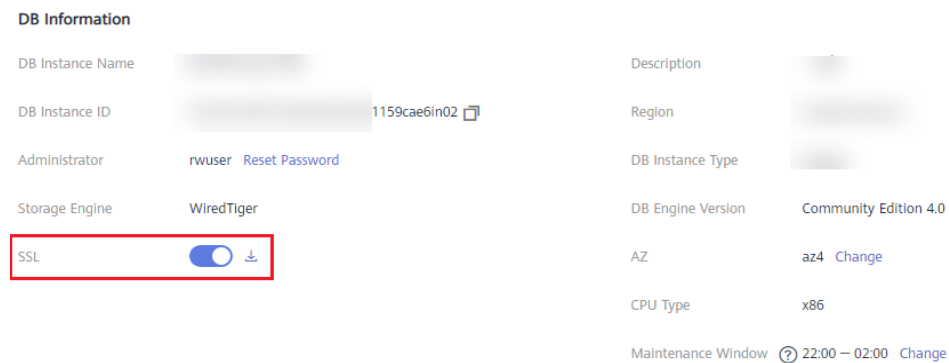 DB Information
DB Instance Name
Description
DB Instance ID 1159cae6in02
Region
Administrator rwuser Reset Password
DB Instance Type
Storage Engine WiredTiger
DB Engine Version Community Edition 4.0
SSL
AZ az4 Change
CPU Type x86
Maintenance Window ? 22:00 — 02:00 Change